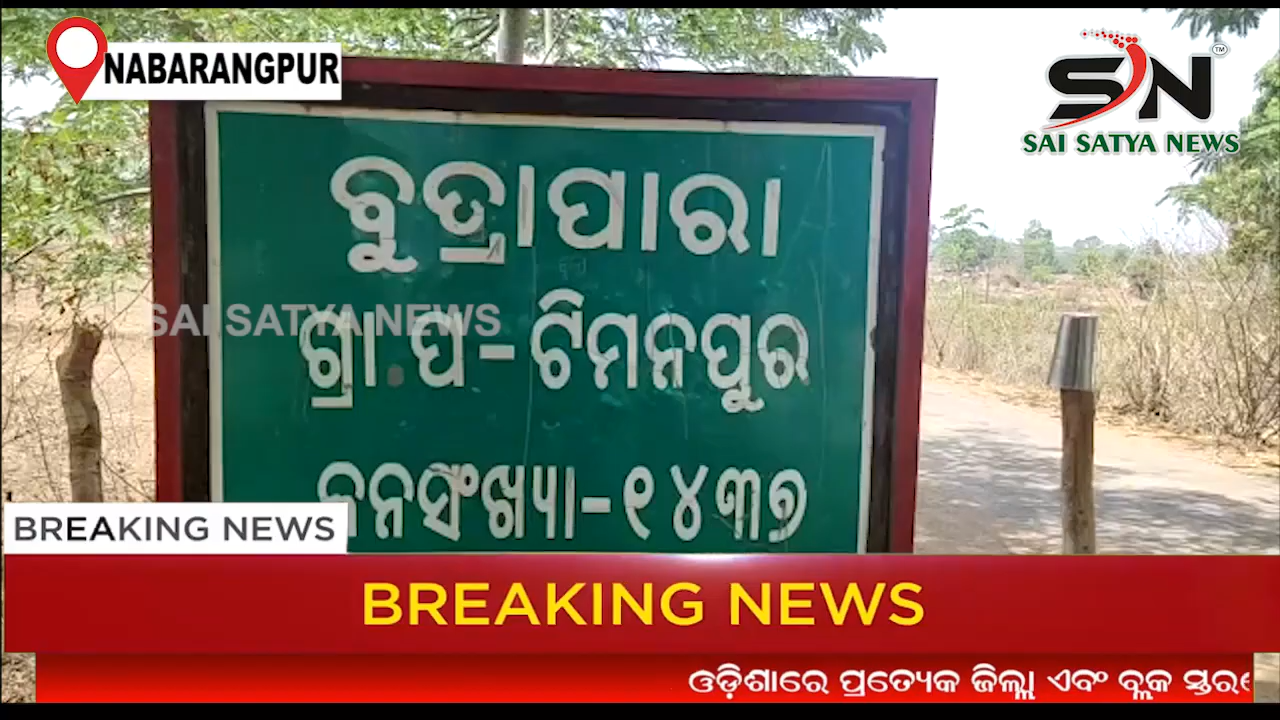 NABARANGPUR
SN TM
SAI SATYA NEWS
ବୁଡ୍ରାପାରା
SAI SATYA NEWS
ଗ୍ରା.ପ-ଟିମନପୁର
ଜନସଂଖ୍ୟା-୧୪୩୭
BREAKING NEWS
BREAKING NEWS
ଓଡ଼ିଶାରେ ପ୍ରତ୍ୟେକ ଜିଲ୍ଲା ଏବଂ ବ୍ଲକ